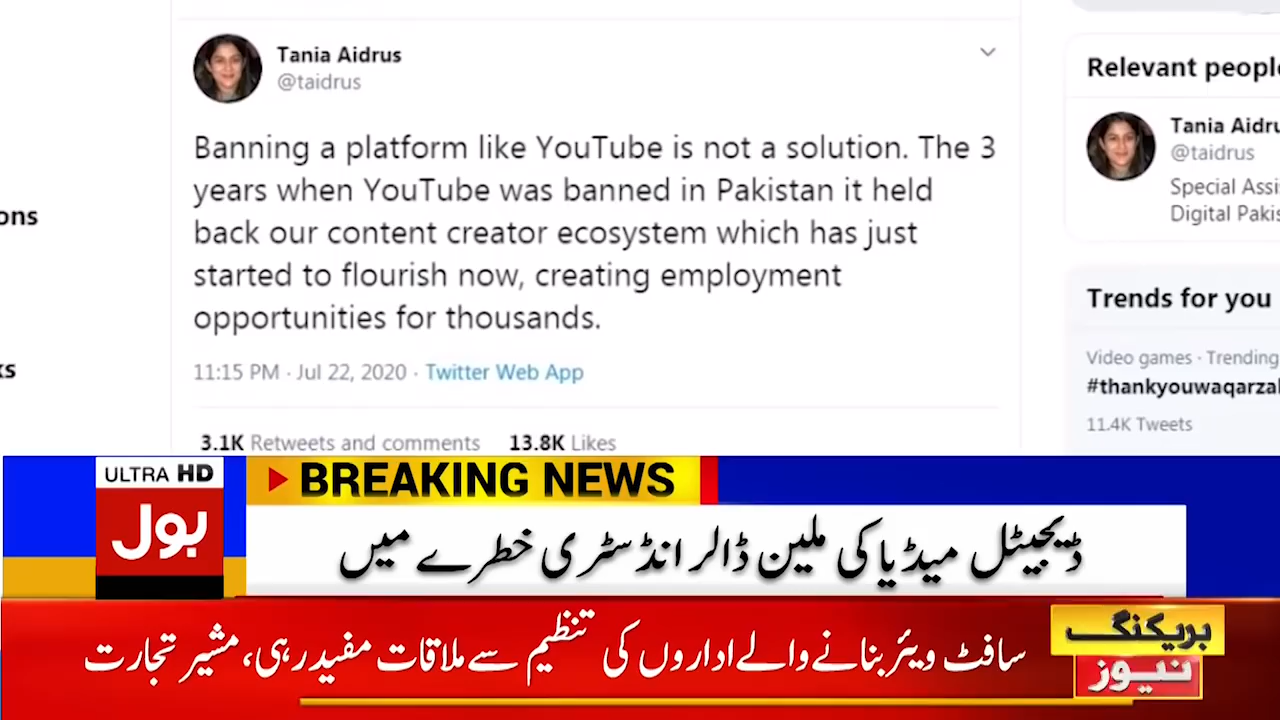 Tania Aidrus
@taidrus
Banning a platform like YouTube is not a solution. The 3
years when YouTube was banned in Pakistan it held
back our content creator ecosystem which has just
started to flourish now, creating employment
opportunities for thousands.
11:15 PM · Jul 22, 2020 · Twitter Web App
3.1K Retweets and comments 13.8K Likes
ons
ks
Relevant people
Tania Aidru
@taidrus
Special Assi
Digital Pakis
Trends for you
Video games · Trending
#thankyouwaqarzak
11.4K Tweets
ULTRA HD
بول
BREAKING NEWS
ڈیجیٹل میڈیا کی ملین ڈالر انڈسٹری خطرے میں
بریکنگ
نیوز
سافٹ ویئر بنانے والے اداروں کی تنظیم سے ملاقات مفید رہی، مشیر تجارت